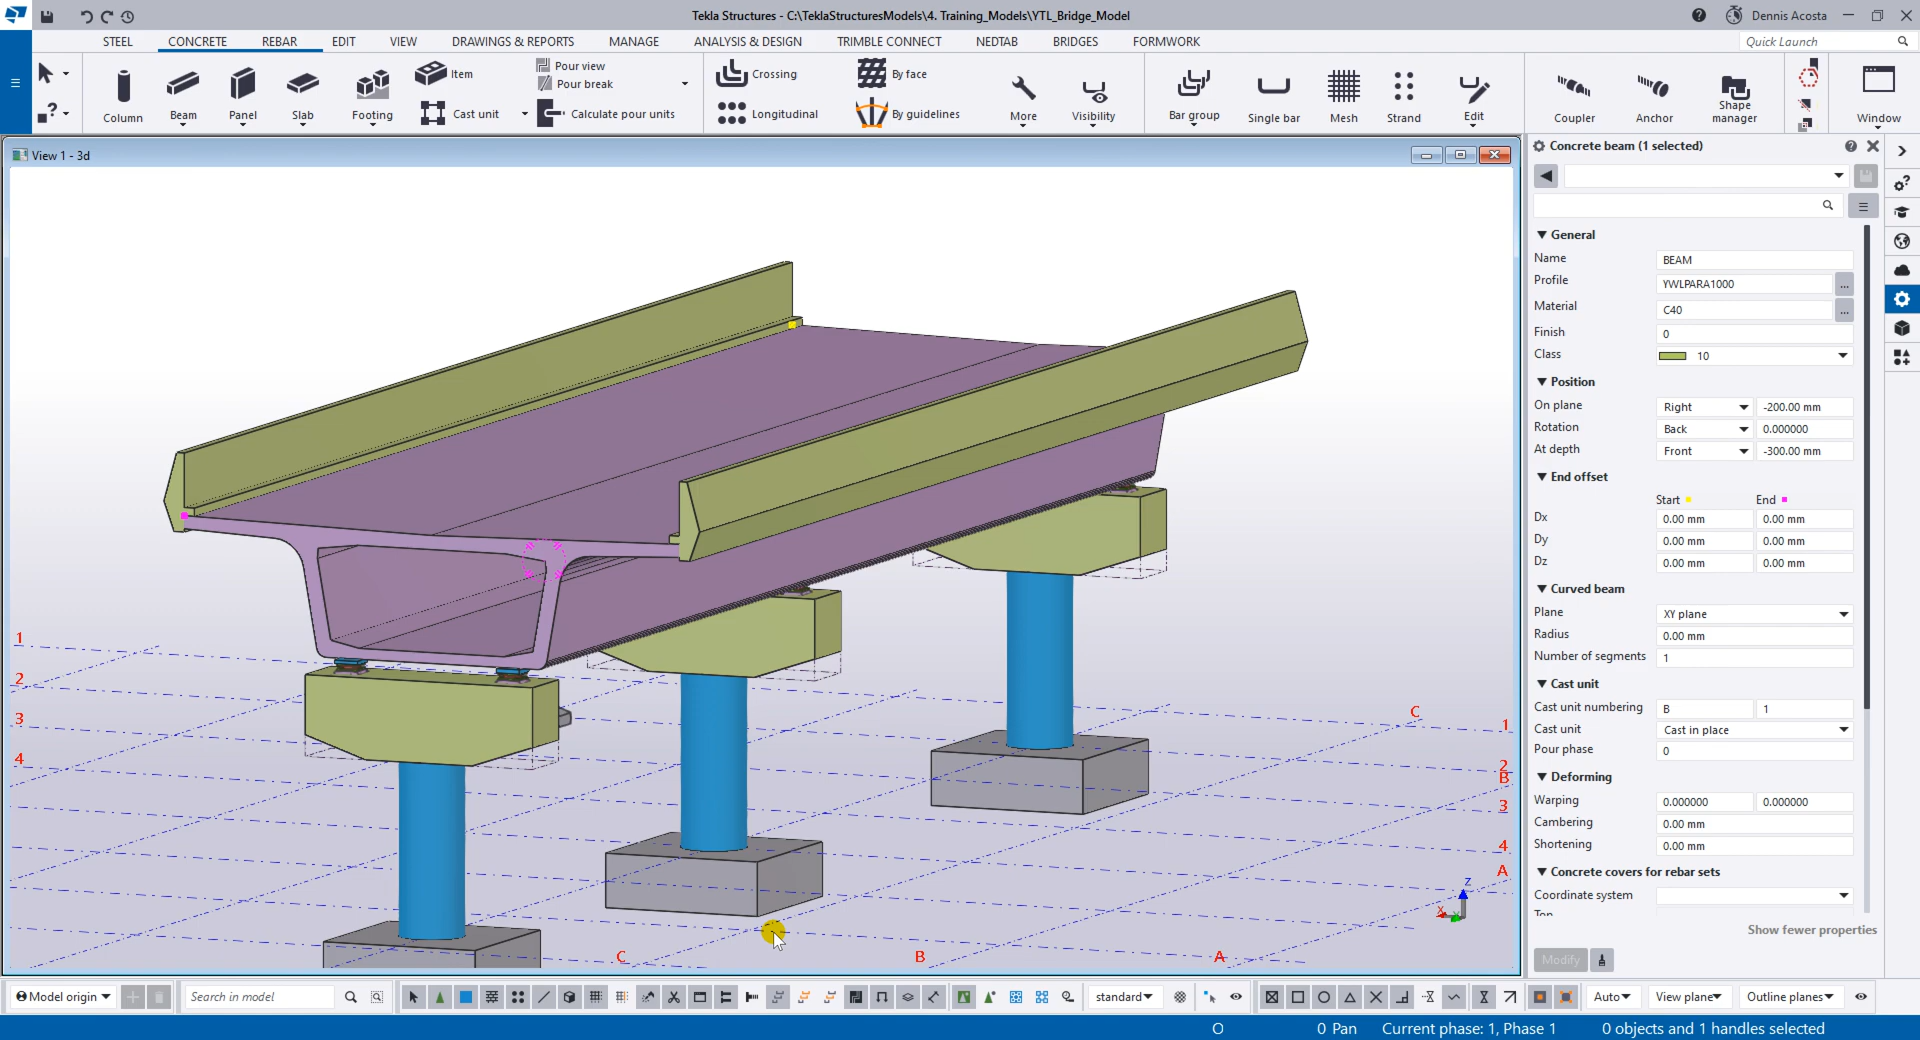 Tekla Structures - C:\TeklaStructuresModels\4. Training_Models\YTL_Bridge_Model
Dennis Acosta
STEEL CONCRETE REBAR EDIT VIEW DRAWINGS & REPORTS MANAGE ANALYSIS & DESIGN TRIMBLE CONNECT NEDTAB BRIDGES FORMWORK
Quick Launch
Column
Beam
Panel
Slab
Footing
Item
Cast unit
Pour view
Pour break
Calculate pour units
Crossing
Longitudinal
By face
By guidelines
More
Visibility
Bar group
Single bar
Mesh
Strand
Edit
Coupler
Anchor
Shape
manager
Window
View 1 - 3d
1
2
3
4
C
1
2
B
3
4
A
C
B
A
Z
X
Y
Concrete beam (1 selected)
General
Name BEAM
Profile YWLPARA1000 ...
Material C40 ...
Finish 0
Class 10
Position
On plane Right -200.00 mm
Rotation Back 0.000000
At depth Front -300.00 mm
End offset
Start End
Dx 0.00 mm 0.00 mm
Dy 0.00 mm 0.00 mm
Dz 0.00 mm 0.00 mm
Curved beam
Plane XY plane
Radius 0.00 mm
Number of segments 1
Cast unit
Cast unit numbering B 1
Cast unit Cast in place
Pour phase 0
Deforming
Warping 0.000000 0.000000
Cambering 0.00 mm
Shortening 0.00 mm
Concrete covers for rebar sets
Coordinate system
Top
Show fewer properties
Modify
Model origin
Search in model
standard
Auto
View plane
Outline planes
O 0 Pan Current phase: 1, Phase 1 0 objects and 1 handles selected